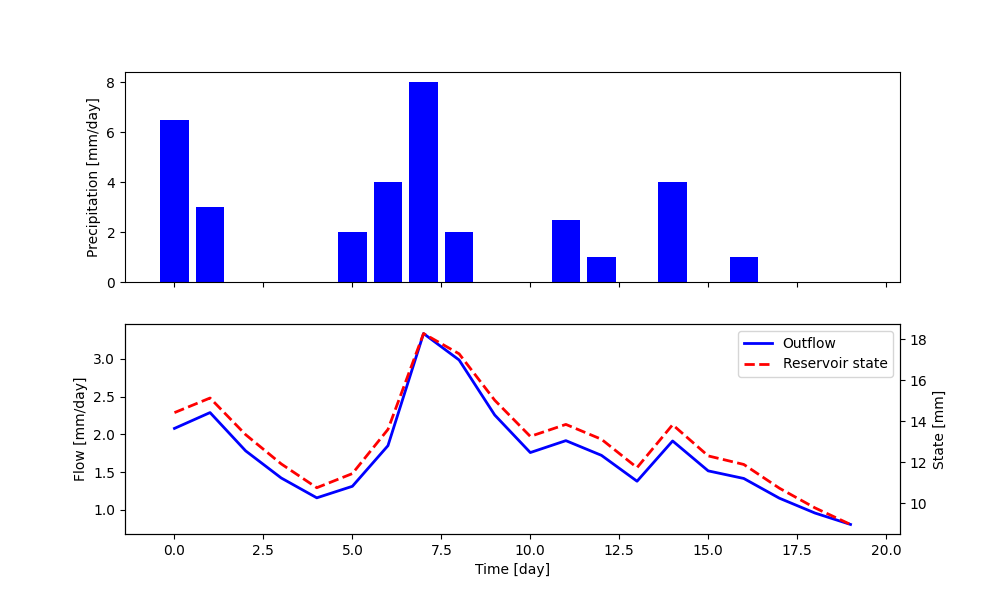 8
6
4
2
0
Precipitation [mm/day]
3.0
2.5
2.0
1.5
1.0
Flow [mm/day]
Outflow
Reservoir state
18
16
14
12
10
State [mm]
0.0 2.5 5.0 7.5 10.0 12.5 15.0 17.5 20.0
Time [day]